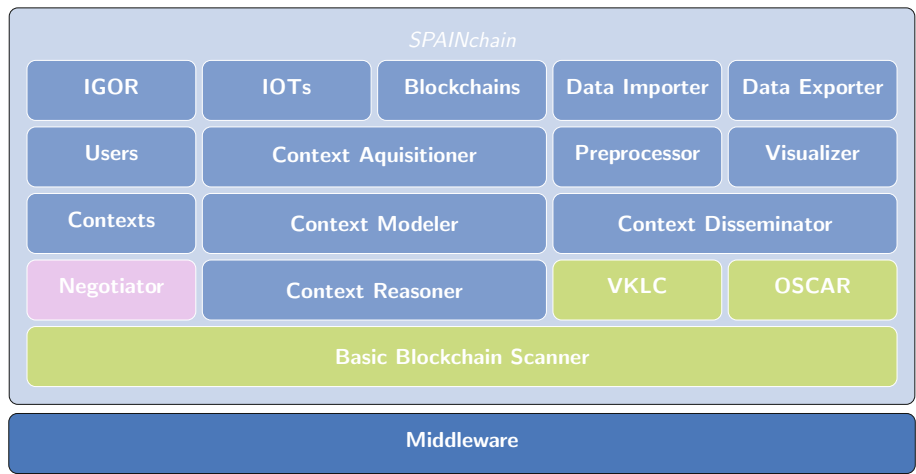 SPAINchain
IGOR
IOTs
Blockchains
Data Importer
Data Exporter
Users
Context Aquisitioner
Preprocessor
Visualizer
Contexts
Context Modeler
Context Disseminator
Negotiator
Context Reasoner
VKLC
OSCAR
Basic Blockchain Scanner
Middleware